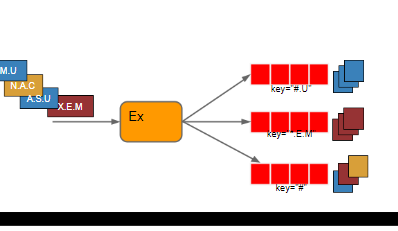 M.U
N.A.C
A.S.U
X.E.M
Ex
key="#.U"
key="*.E.M"
key="#"